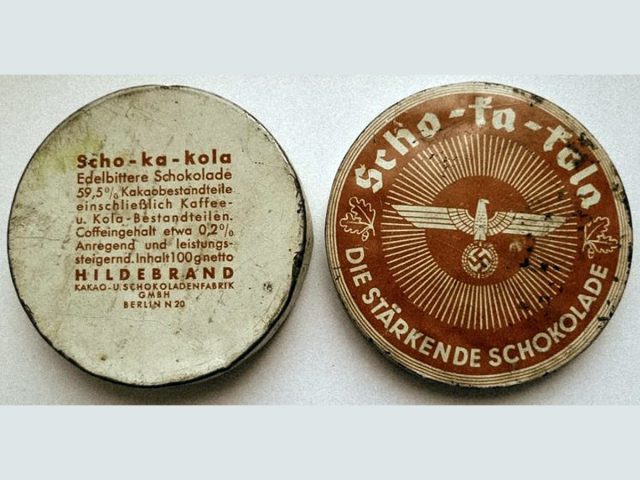 Scho-ka-kola
Edelbittere Schokolade
59,5% Kakaobestandteile
einschließlich Kaffee-
u. Kola-Bestandteilen.
Coffeingehalt etwa 0,2%
Anregend und leistungs-
steigernd. Inhalt 100g netto
HILDEBRAND
KAKAO-U. SCHOKOLADENFABRIK
GMBH
BERLIN N 20
Scho-ka-kola
DIE STÄRKENDE SCHOKOLADE